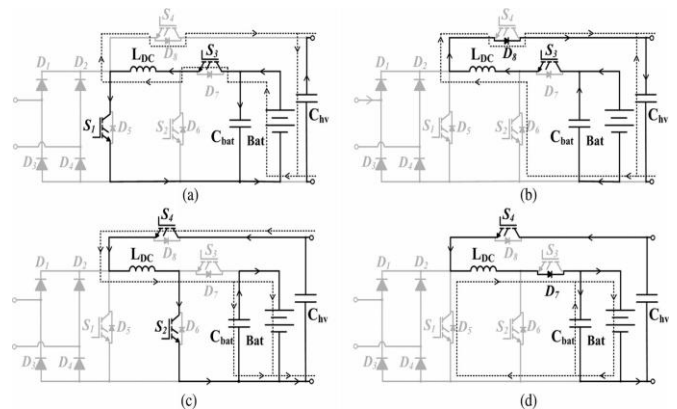 S4
D8
S3
D1 D2 LDC
D7
S1 D5 S2 D6
Chv
D3 D4 Cbat Bat
(a)
S4
D8
S3
D1 D2 LDC
D7
S1 D5 S2 D6
Chv
D3 D4 Cbat Bat
(b)
S4
D8
S3
D1 D2 LDC
D7
Chv
S1 D5 S2 D6
Cbat Bat
D3 D4
(c)
S4
D8
S3
D1 D2 LDC
D7
Chv
S1 D5 S2 D6
Cbat Bat
D3 D4
(d)